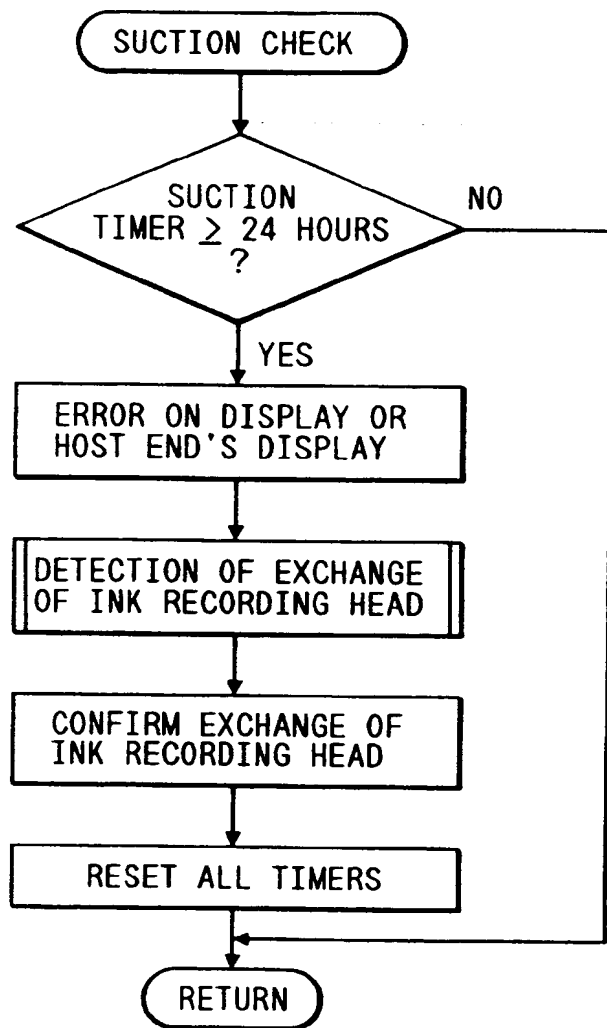 SUCTION CHECK
SUCTION
TIMER ≥ 24 HOURS
?
NO
YES
ERROR ON DISPLAY OR
HOST END'S DISPLAY
DETECTION OF EXCHANGE
OF INK RECORDING HEAD
CONFIRM EXCHANGE OF
INK RECORDING HEAD
RESET ALL TIMERS
RETURN